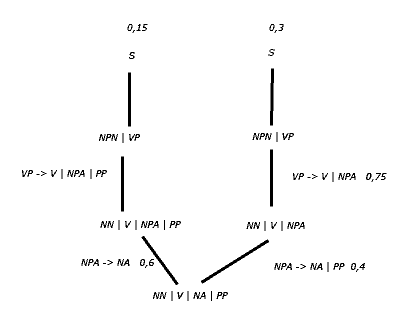 0,15
0,3
S
S
NPN | VP
NPN | VP
VP -> V | NPA | PP
VP -> V | NPA 0,75
NN | V | NPA | PP
NN | V | NPA
NPA -> NA 0,6
NPA -> NA | PP 0,4
NN | V | NA | PP